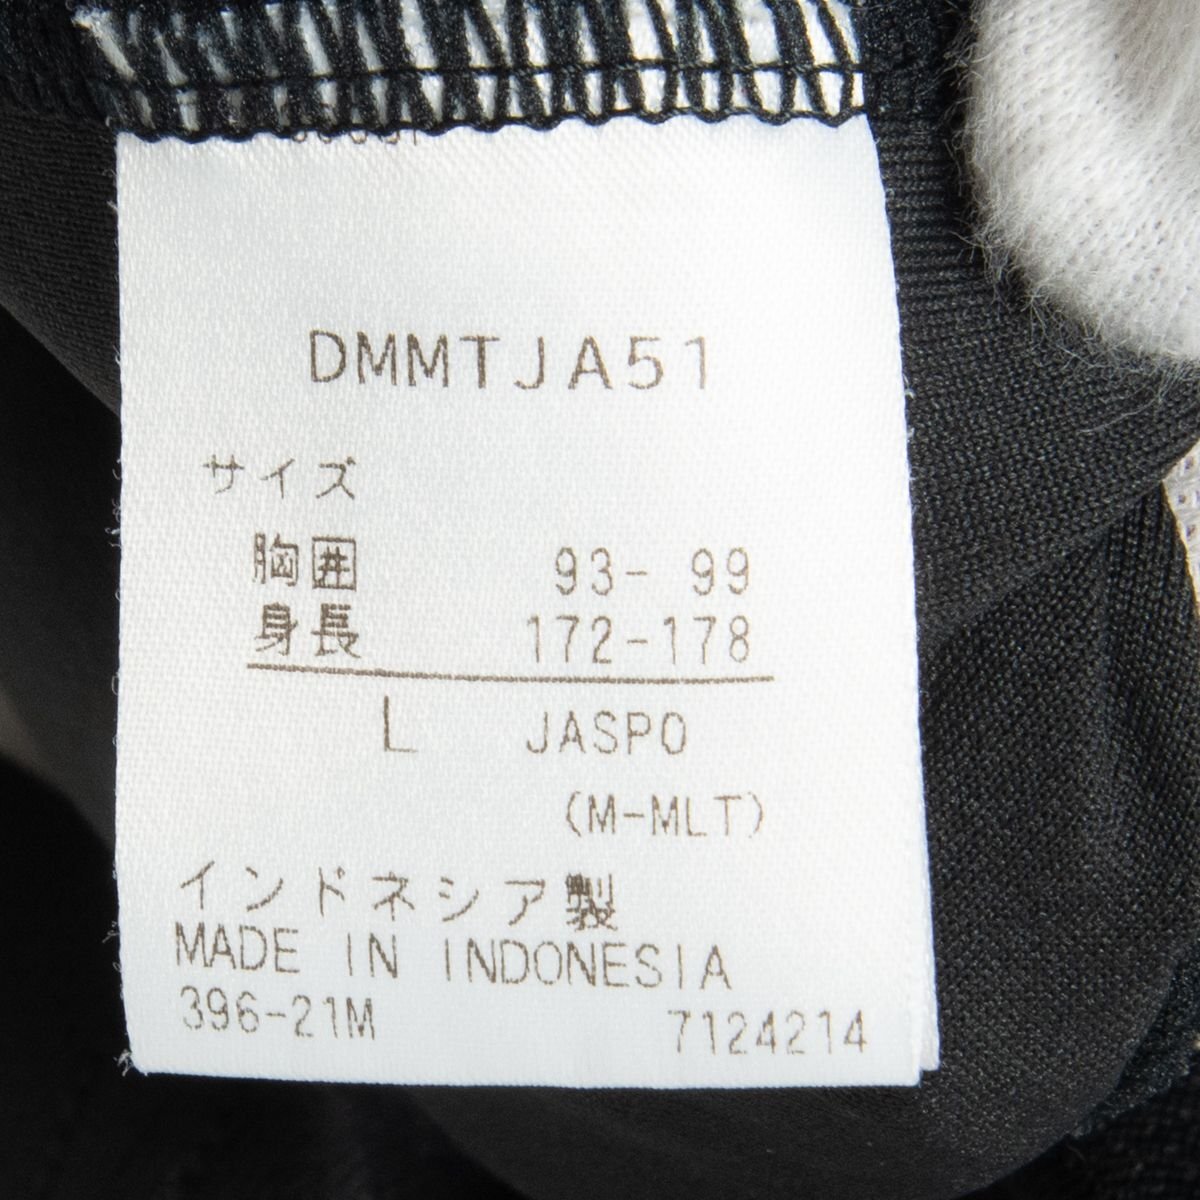 DMMTJA51
サイズ
胸囲 93- 99
身長 172-178
L JASPO
(M-MLT)
インドネシア製
MADE IN INDONESIA
396-21M 7124214